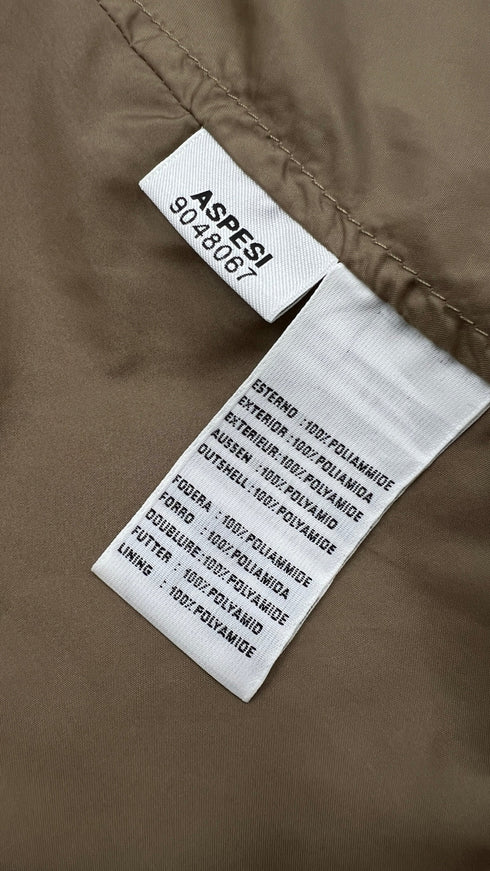 ASPESI
9048067
ESTERNO :100% POLIAMMIDE
EXTERIOR :100% POLIAMIDA
EXTERIEUR:100% POLYAMIDE
AUSSEN :100% POLYAMID
OUTSHELL :100% POLYAMIDE
FODERA :100% POLIAMMIDE
FORRO :100% POLIAMIDA
DOUBLURE:100% POLYAMIDE
FUTTER :100% POLYAMID
LINING :100% POLYAMIDE